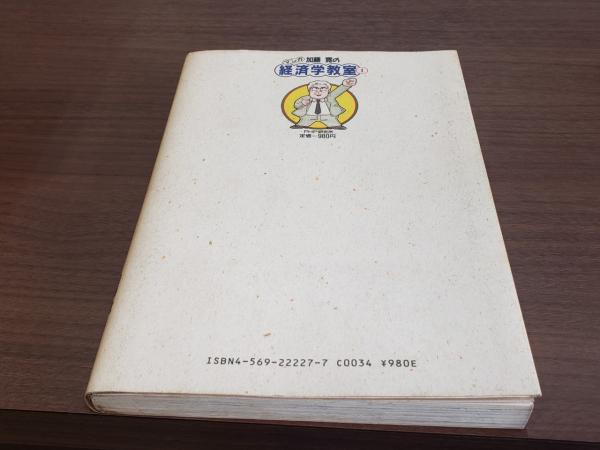 マンガ 加藤 寛の
経済学教室 1
PHP研究所
定価=980円
ISBN4-569-22227-7 C0034 ¥980E